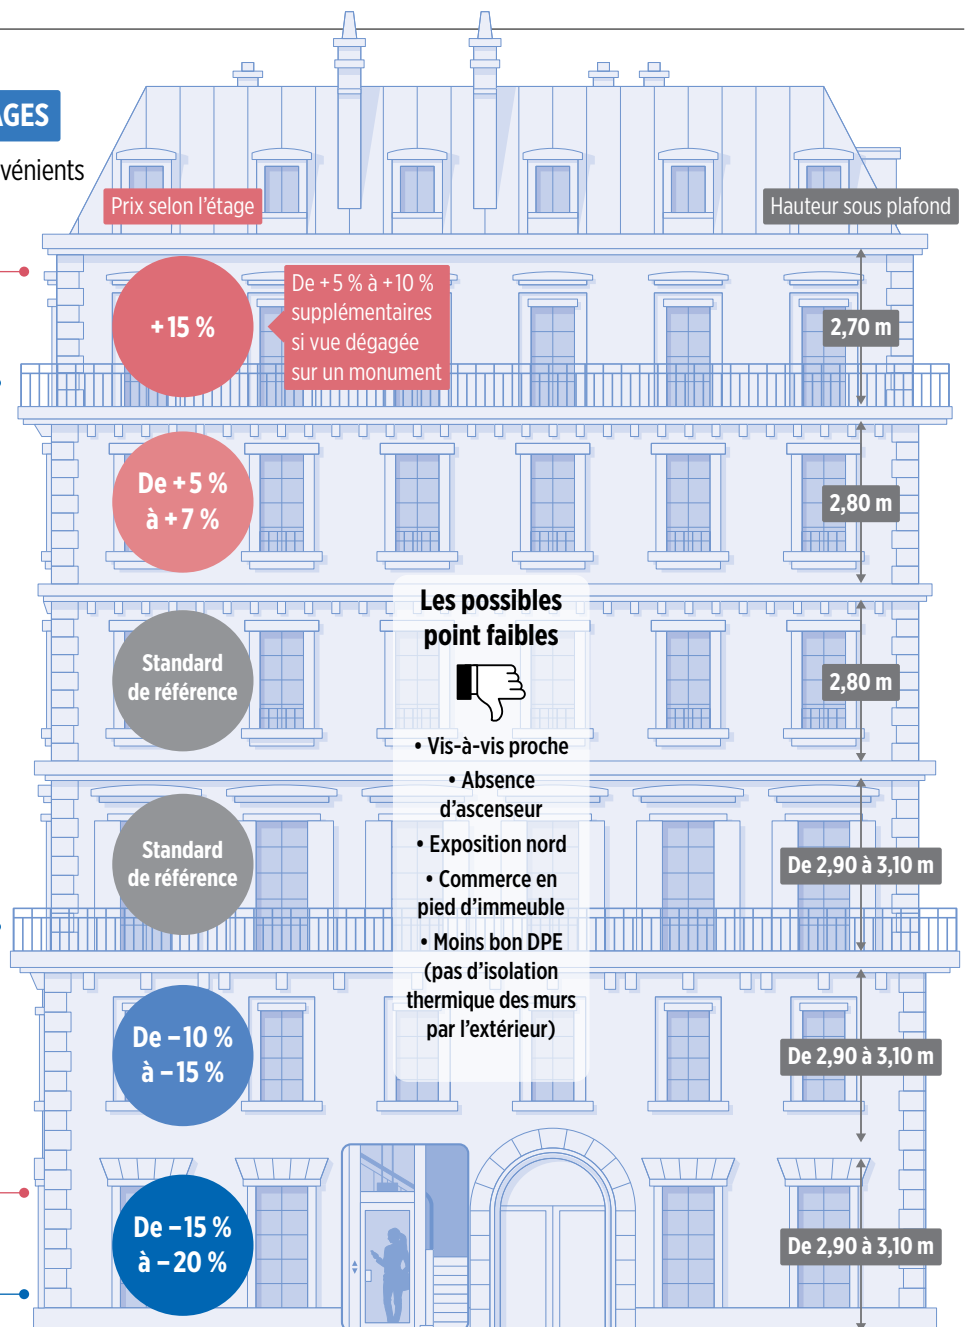 Prix selon l'étage
Hauteur sous plafond
+ 15 %
De + 5 % à + 10 %
supplémentaires
si vue dégagée
sur un monument
2,70 m
De + 5 %
à + 7 %
2,80 m
Les possibles
point faibles
Standard
de référence
2,80 m
• Vis-à-vis proche
• Absence
d'ascenseur
• Exposition nord
• Commerce en
pied d'immeuble
• Moins bon DPE
(pas d'isolation
thermique des murs
par l'extérieur)
Standard
de référence
De 2,90 à 3,10 m
De – 10 %
à – 15 %
De 2,90 à 3,10 m
De – 15 %
à – 20 %
De 2,90 à 3,10 m